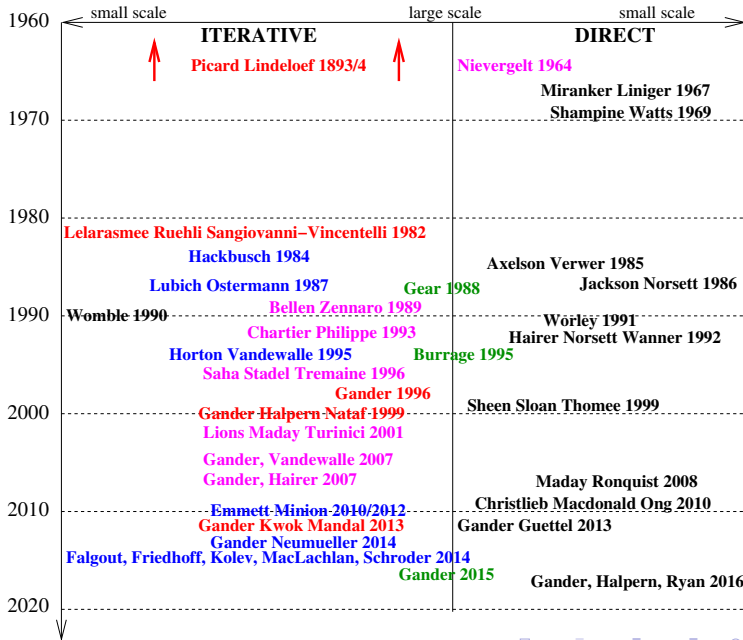 1960
small scale
large scale
small scale
ITERATIVE
DIRECT
Picard Lindeloef 1893/4
Nievergelt 1964
Miranker Liniger 1967
Shampine Watts 1969
1970
1980
Lelarasmee Ruehli Sangiovanni−Vincentelli 1982
Hackbusch 1984
Axelson Verwer 1985
Lubich Ostermann 1987
Gear 1988
Jackson Norsett 1986
Bellen Zennaro 1989
1990
Womble 1990
Worley 1991
Chartier Philippe 1993
Hairer Norsett Wanner 1992
Horton Vandewalle 1995
Burrage 1995
Saha Stadel Tremaine 1996
Gander 1996
Sheen Sloan Thomee 1999
2000
Gander Halpern Nataf 1999
Lions Maday Turinici 2001
Gander, Vandewalle 2007
Gander, Hairer 2007
Maday Ronquist 2008
Christlieb Macdonald Ong 2010
2010
Emmett Minion 2010/2012
Gander Kwok Mandal 2013
Gander Guettel 2013
Gander Neumueller 2014
Falgout, Friedhoff, Kolev, MacLachlan, Schroder 2014
Gander 2015
Gander, Halpern, Ryan 2016
2020